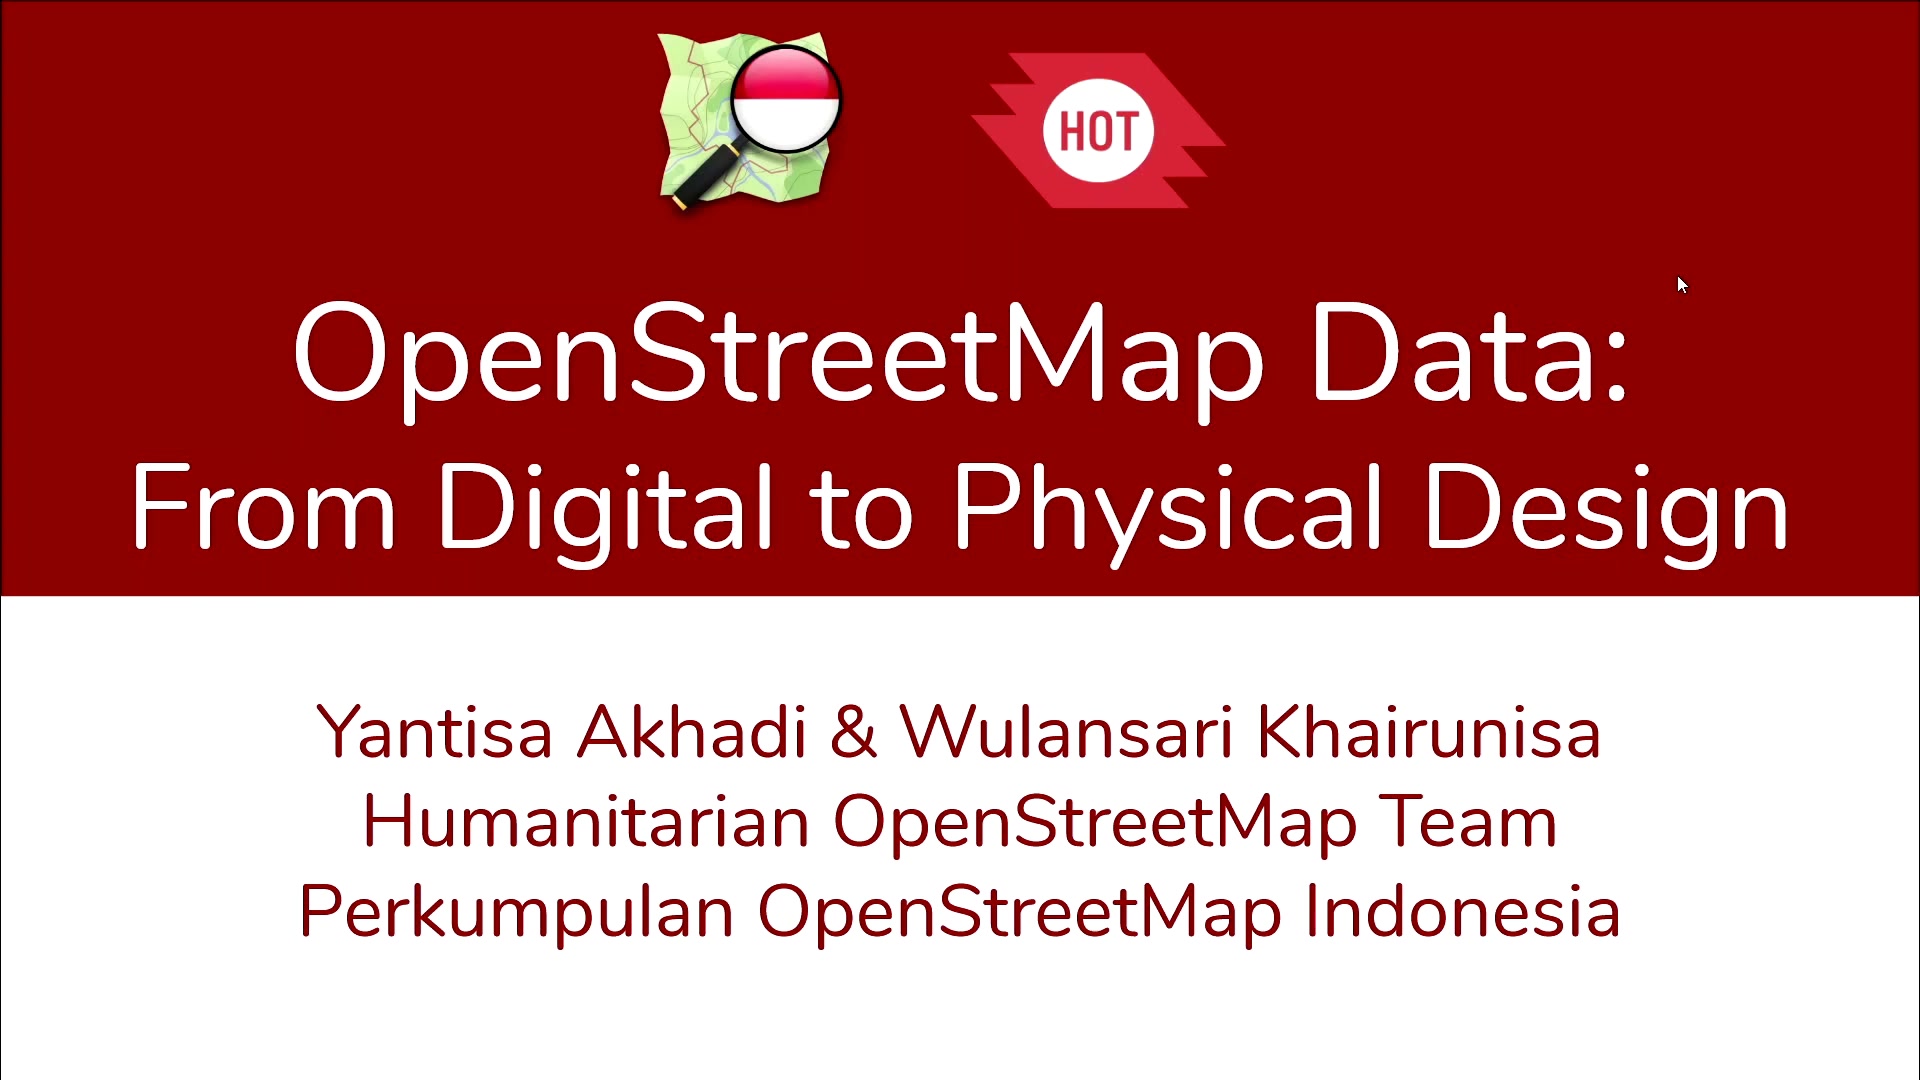 HOT
OpenStreetMap Data:
From Digital to Physical Design
Yantisa Akhadi & Wulansari Khairunisa
Humanitarian OpenStreetMap Team
Perkumpulan OpenStreetMap Indonesia